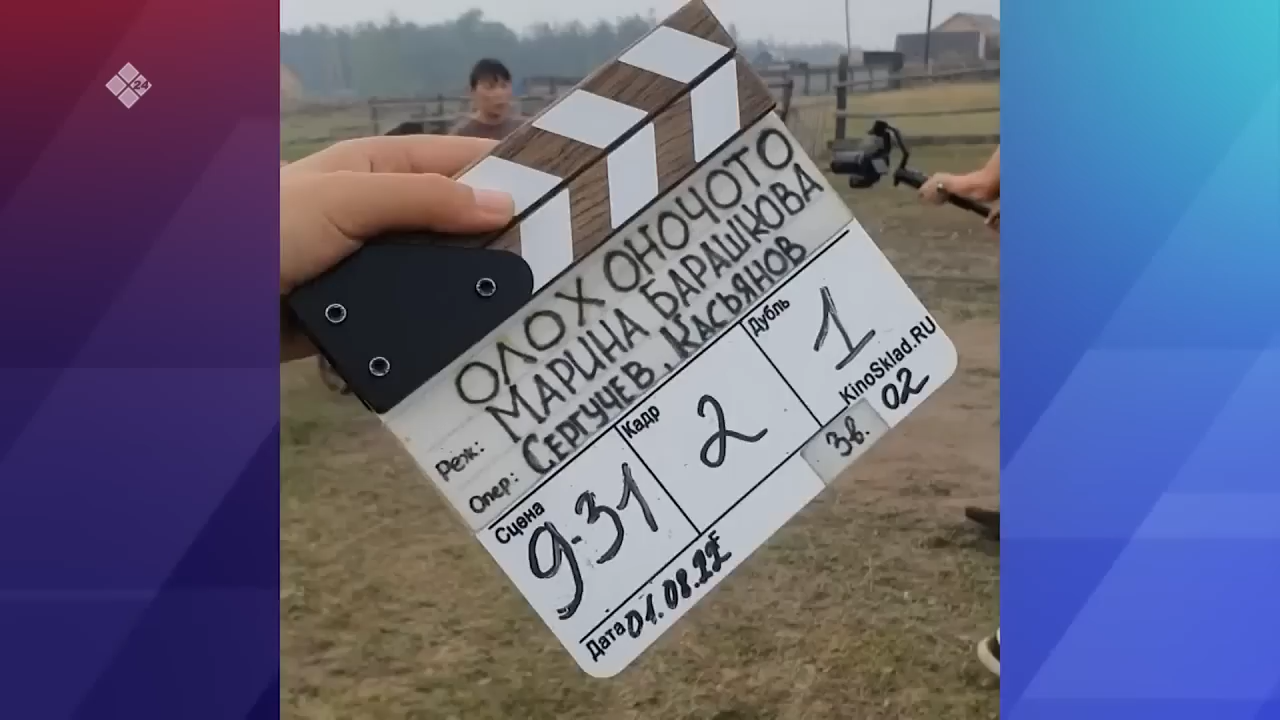 24
ОЛОХ ОНОЧОТО
Реж: МАРИНА БАРАШКОВА
Опер: СЕРГУЧЕВ, КАСЬЯНОВ
Сцена 9-31
Кадр 2
Дубль 1
KinoSklad.RU
Зв. 02
Дата 01.08.22г